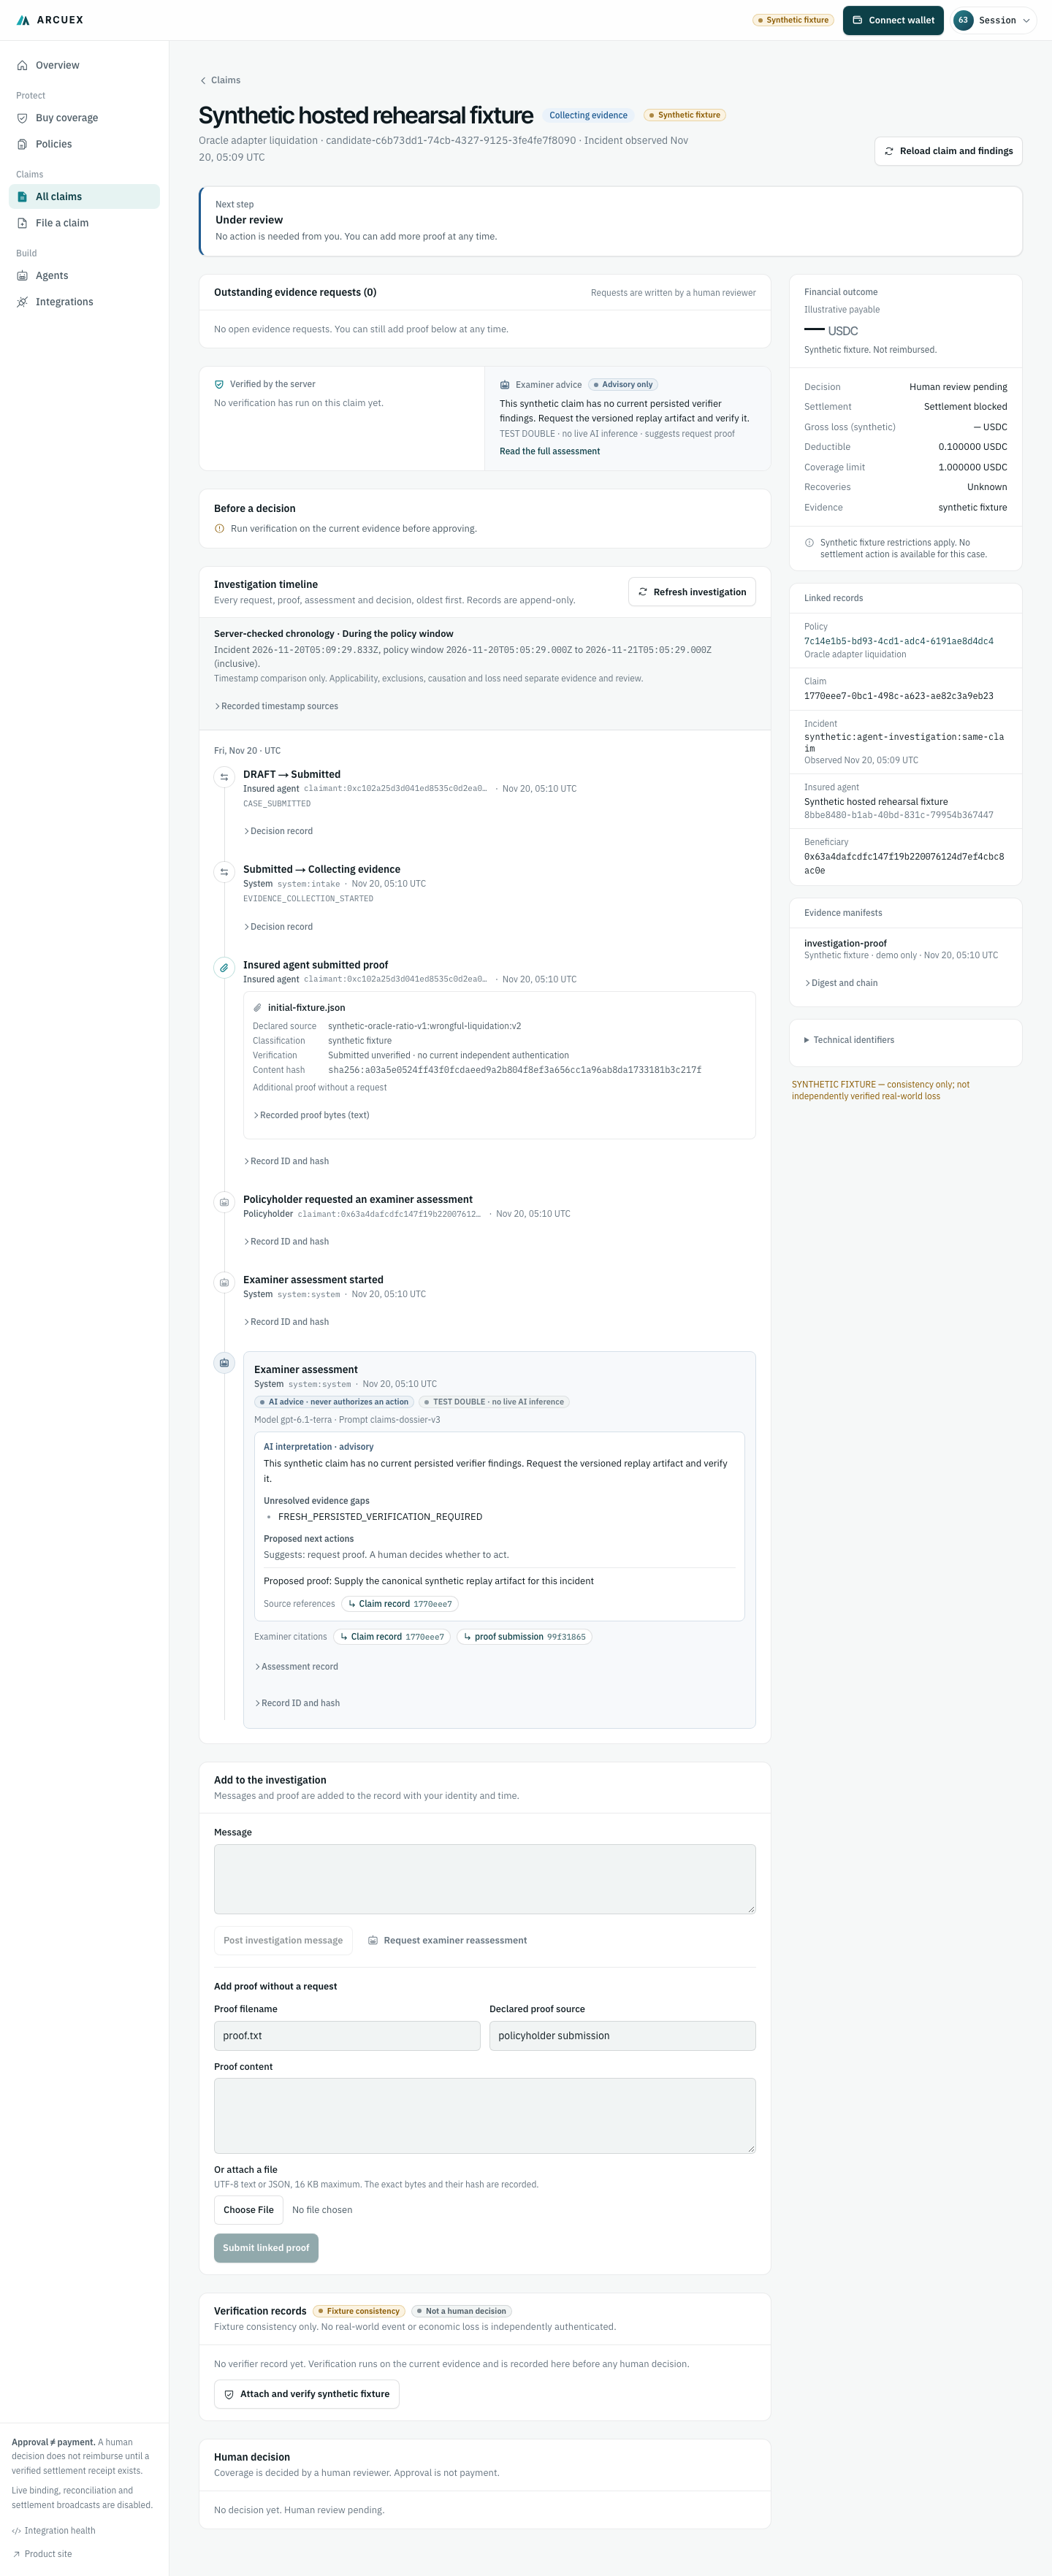 ARCUEX
Synthetic fixture
Connect wallet
63
Session
Overview
Protect
Buy coverage
Policies
Claims
All claims
File a claim
Build
Agents
Integrations
Claims
Synthetic hosted rehearsal fixture
Collecting evidence
Synthetic fixture
Oracle adapter liquidation · candidate-c6b73dd1-74cb-4327-9125-3fe4fe7f8090 · Incident observed Nov
20, 05:09 UTC
Reload claim and findings
Next step
Under review
No action is needed from you. You can add more proof at any time.
Outstanding evidence requests (0)
Requests are written by a human reviewer
No open evidence requests. You can still add proof below at any time.
Verified by the server
No verification has run on this claim yet.
Examiner advice
Advisory only
This synthetic claim has no current persisted verifier
findings. Request the versioned replay artifact and verify it.
TEST DOUBLE · no live AI inference · suggests request proof
Read the full assessment
Before a decision
Run verification on the current evidence before approving.
Investigation timeline
Every request, proof, assessment and decision, oldest first. Records are append-only.
Refresh investigation
Server-checked chronology · During the policy window
Incident 2026-11-20T05:09:29.833Z, policy window 2026-11-20T05:05:29.000Z to 2026-11-21T05:05:29.000Z
(inclusive).
Timestamp comparison only. Applicability, exclusions, causation and loss need separate evidence and review.
Recorded timestamp sources
Fri, Nov 20 · UTC
DRAFT → Submitted
Insured agent claimant:0xc102a25d3d041ed8535c0d2ea0… · Nov 20, 05:10 UTC
CASE_SUBMITTED
Decision record
Submitted → Collecting evidence
System system:intake · Nov 20, 05:10 UTC
EVIDENCE_COLLECTION_STARTED
Decision record
Insured agent submitted proof
Insured agent claimant:0xc102a25d3d041ed8535c0d2ea0… · Nov 20, 05:10 UTC
initial-fixture.json
Declared source synthetic-oracle-ratio-v1:wrongful-liquidation:v2
Classification synthetic fixture
Verification Submitted unverified · no current independent authentication
Content hash sha256:a03a5e0524ff43f0fcdaeed9a2b804f8ef3a656cc1a96ab8da1733181b3c217f
Additional proof without a request
Recorded proof bytes (text)
Record ID and hash
Policyholder requested an examiner assessment
Policyholder claimant:0x63a4dafcdfc147f19b22007612… · Nov 20, 05:10 UTC
Record ID and hash
Examiner assessment started
System system:system · Nov 20, 05:10 UTC
Record ID and hash
Examiner assessment
System system:system · Nov 20, 05:10 UTC
AI advice · never authorizes an action
TEST DOUBLE · no live AI inference
Model gpt-6.1-terra · Prompt claims-dossier-v3
AI interpretation · advisory
This synthetic claim has no current persisted verifier findings. Request the versioned replay artifact and verify
it.
Unresolved evidence gaps
FRESH_PERSISTED_VERIFICATION_REQUIRED
Proposed next actions
Suggests: request proof. A human decides whether to act.
Proposed proof: Supply the canonical synthetic replay artifact for this incident
Source references Claim record 1770eee7
Examiner citations Claim record 1770eee7 proof submission 99f31865
Assessment record
Record ID and hash
Add to the investigation
Messages and proof are added to the record with your identity and time.
Message
Post investigation message
Request examiner reassessment
Add proof without a request
Proof filename
Declared proof source
proof.txt
policyholder submission
Proof content
Or attach a file
UTF-8 text or JSON, 16 KB maximum. The exact bytes and their hash are recorded.
Choose File No file chosen
Submit linked proof
Verification records
Fixture consistency
Not a human decision
Fixture consistency only. No real-world event or economic loss is independently authenticated.
No verifier record yet. Verification runs on the current evidence and is recorded here before any human decision.
Attach and verify synthetic fixture
Human decision
Coverage is decided by a human reviewer. Approval is not payment.
No decision yet. Human review pending.
Financial outcome
Illustrative payable
— USDC
Synthetic fixture. Not reimbursed.
Decision Human review pending
Settlement Settlement blocked
Gross loss (synthetic) — USDC
Deductible 0.100000 USDC
Coverage limit 1.000000 USDC
Recoveries Unknown
Evidence synthetic fixture
Synthetic fixture restrictions apply. No
settlement action is available for this case.
Linked records
Policy
7c14e1b5-bd93-4cd1-adc4-6191ae8d4dc4
Oracle adapter liquidation
Claim
1770eee7-0bc1-498c-a623-ae82c3a9eb23
Incident
synthetic:agent-investigation:same-cla
im
Observed Nov 20, 05:09 UTC
Insured agent
Synthetic hosted rehearsal fixture
8bbe8480-b1ab-40bd-831c-79954b367447
Beneficiary
0x63a4dafcdfc147f19b220076124d7ef4cbc8
ac0e
Evidence manifests
investigation-proof
Synthetic fixture · demo only · Nov 20, 05:10 UTC
Digest and chain
Technical identifiers
SYNTHETIC FIXTURE — consistency only; not
independently verified real-world loss
Approval ≠ payment. A human
decision does not reimburse until a
verified settlement receipt exists.
Live binding, reconciliation and
settlement broadcasts are disabled.
Integration health
Product site